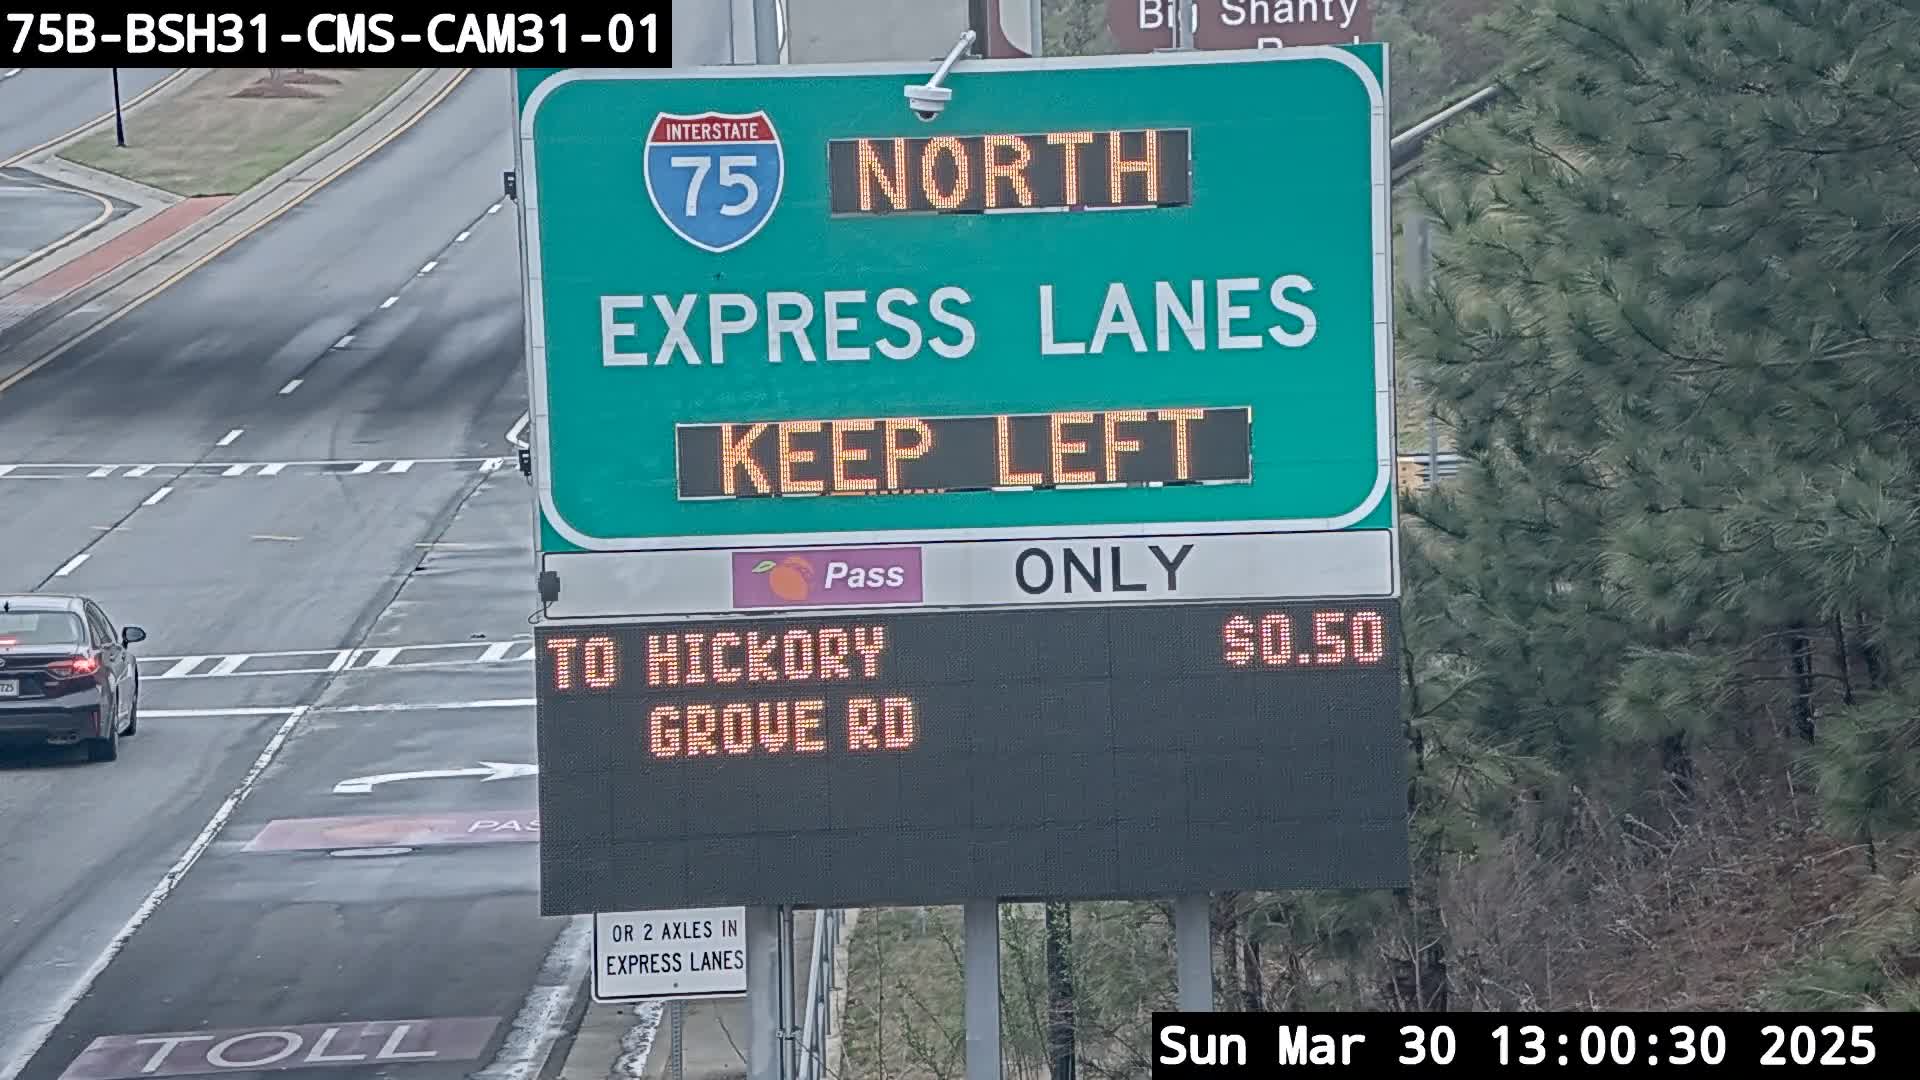 75B-BSH31-CMS-CAM31-01
Big Shanty
INTERSTATE
75
NORTH
EXPRESS LANES
KEEP LEFT
Pass
ONLY
TO HICKORY $0.50
GROVE RD
OR 2 AXLES IN
EXPRESS LANES
TOLL
Sun Mar 30 13:00:30 2025